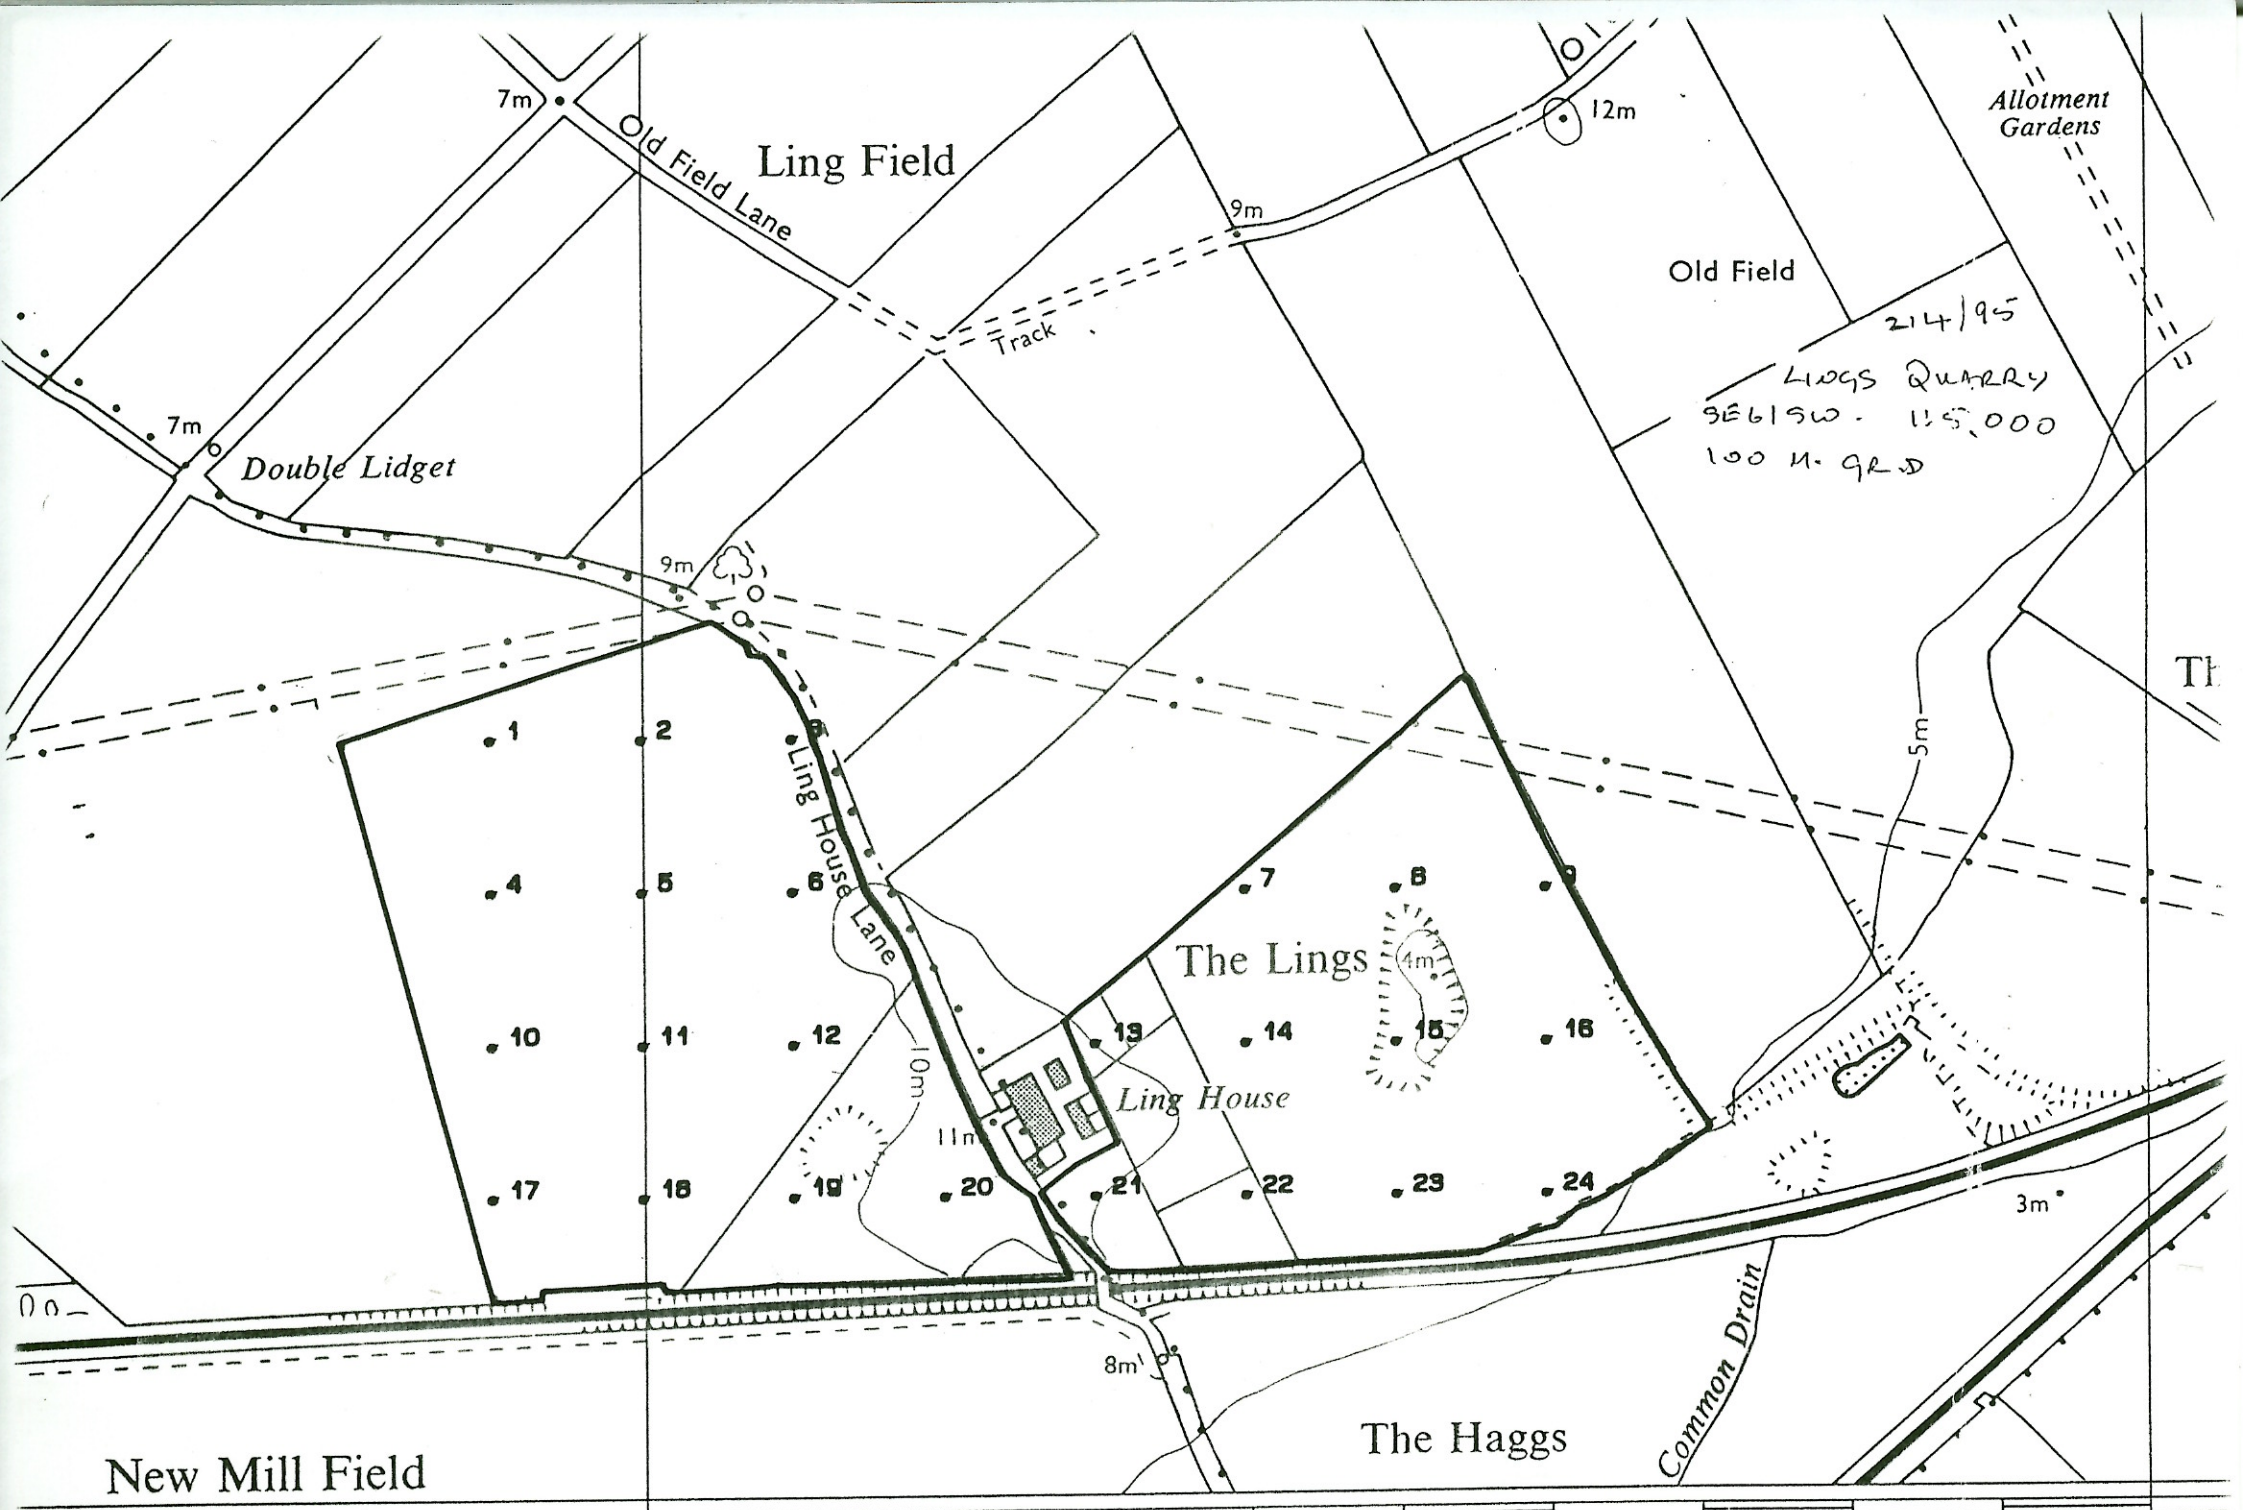 7m
Old Field Lane
Ling Field
12m
Allotment
Gardens
9m
Old Field
214/95
Track
LINGS QUARRY
SE61SW. 1:5,000
100 M. GRID
7m
Double Lidget
9m
Th
5m
1
2
3
Ling House Lane
4
5
6
7
8
9
The Lings
4m
10
11
12
13
14
15
16
10m
Ling House
11m
17
18
19
20
21
22
23
24
3m
8m
Common Drain
The Haggs
New Mill Field